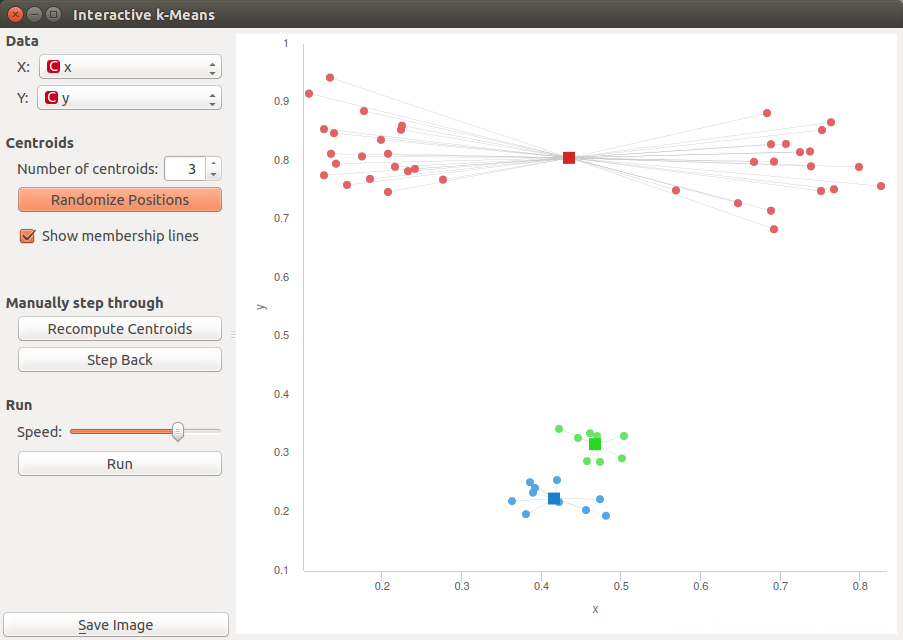 Interactive k-Means
Data
X: C x
Y: C y
Centroids
Number of centroids: 3
Randomize Positions
Show membership lines
Manually step through
Recompute Centroids
Step Back
Run
Speed:
Run
Save Image
1
0.9
0.8
0.7
0.6
0.5
0.4
0.3
0.2
0.1
y
0.2 0.3 0.4 0.5 0.6 0.7 0.8
x